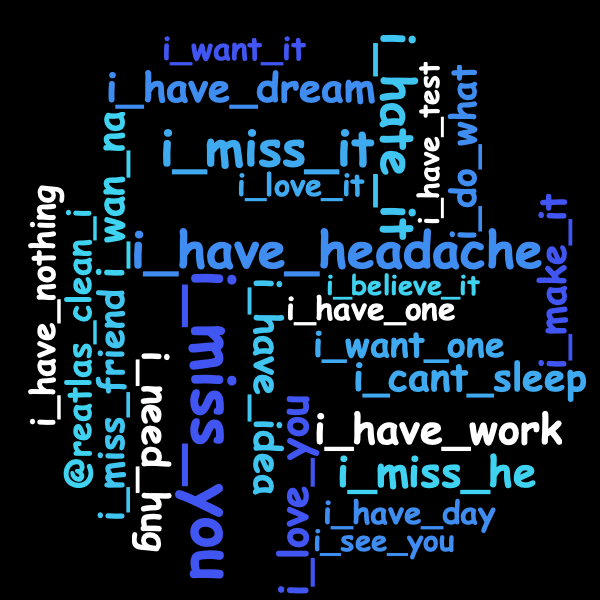 i_want_it
i_have_dream
i_hate_it
i_have_test
i_do_what
i_miss_it
i_love_it
i_wan_na
i_have_nothing
@reatlas_clean_i
i_have_headache
i_make_it
i_believe_it
i_have_one
i_miss_you
i_have_idea
i_miss_friend
i_want_one
i_cant_sleep
i_need_hug
i_love_you
i_have_work
i_miss_he
i_have_day
i_see_you